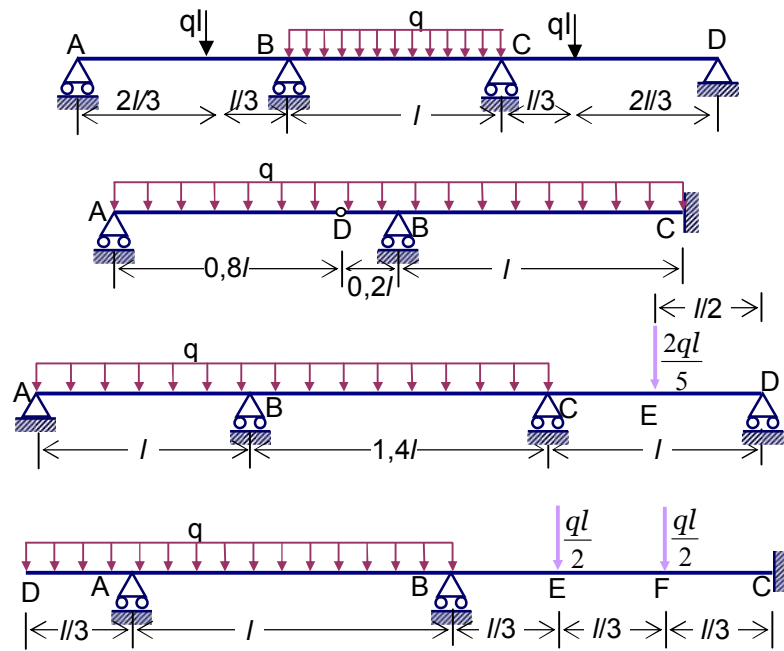 ql q ql
A B C D
2l/3 l/3 l l/3 2l/3
q
A D B C
0,8l 0,2l l
l/2
q 2ql/5
A B C E D
l 1,4l l
q ql/2 ql/2
D A B E F C
l/3 l l/3 l/3 l/3